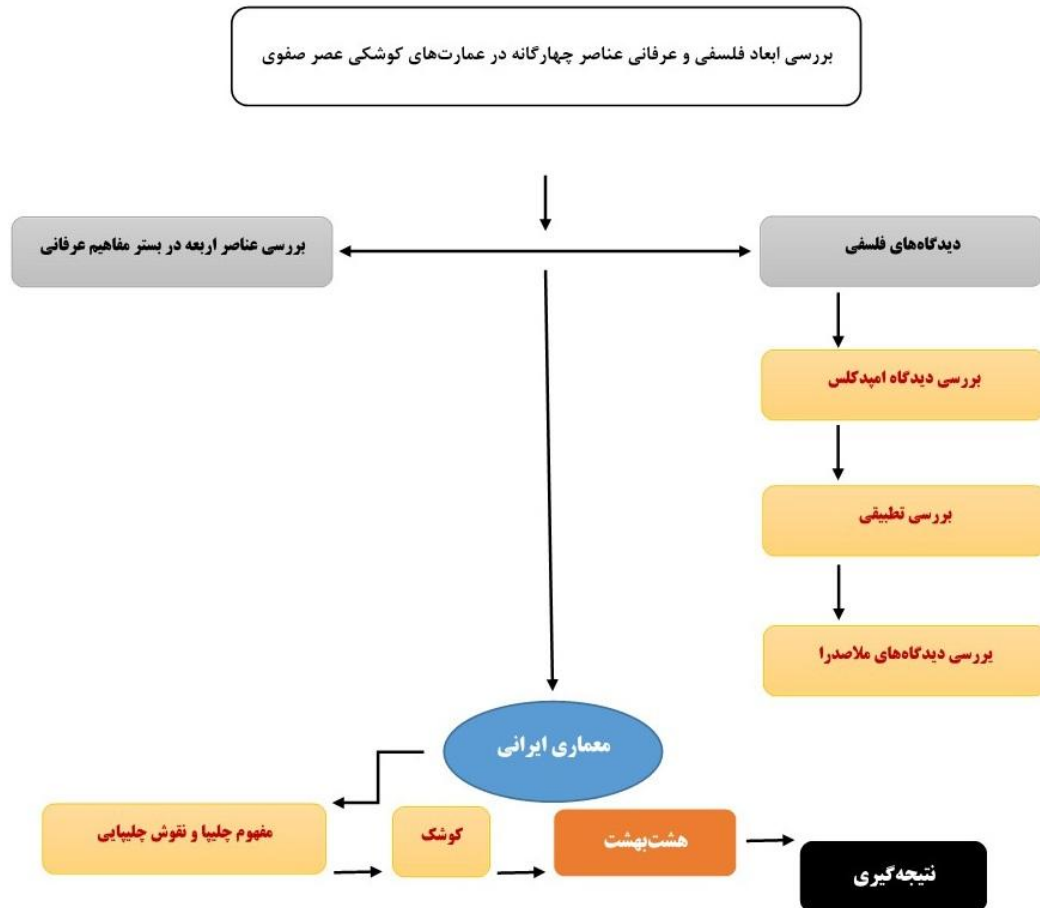 بررسی ابعاد فلسفی و عرفانی عناصر چهارگانه در عمارت‌های کوشکی عصر صفوی
دیدگاه‌های فلسفی
بررسی عناصر اربعه در بستر مفاهیم عرفانی
بررسی دیدگاه امپدکلس
بررسی تطبیقی
بررسی دیدگاه‌های ملاصدرا
معماری ایرانی
مفهوم چلیپا و نقوش چلیپایی
کوشک
هشت‌بهشت
نتیجه‌گیری